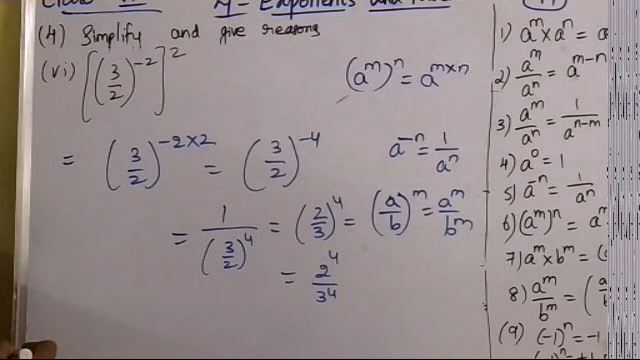 (4) Simplify and give reasons
(vi) [(3/2)^-2]^2
(a^m)^n = a^m×n
= (3/2)^-2×2 = (3/2)^-4
a^-n = 1/a^n
= 1/(3/2)^4 = (2/3)^4 = (a/b)^m = a^m/b^m
= 2^4/3^4
1) a^m × a^n =
2) a^m/a^n = a^m-n
3) a^m/a^n = 1/a^n-m
4) a^0 = 1
5) a^-n = 1/a^n
6) (a^m)^n = a^m
7) a^m × b^m = (
8) a^m/b^m = (a/b
(9) (-1)^n = -1